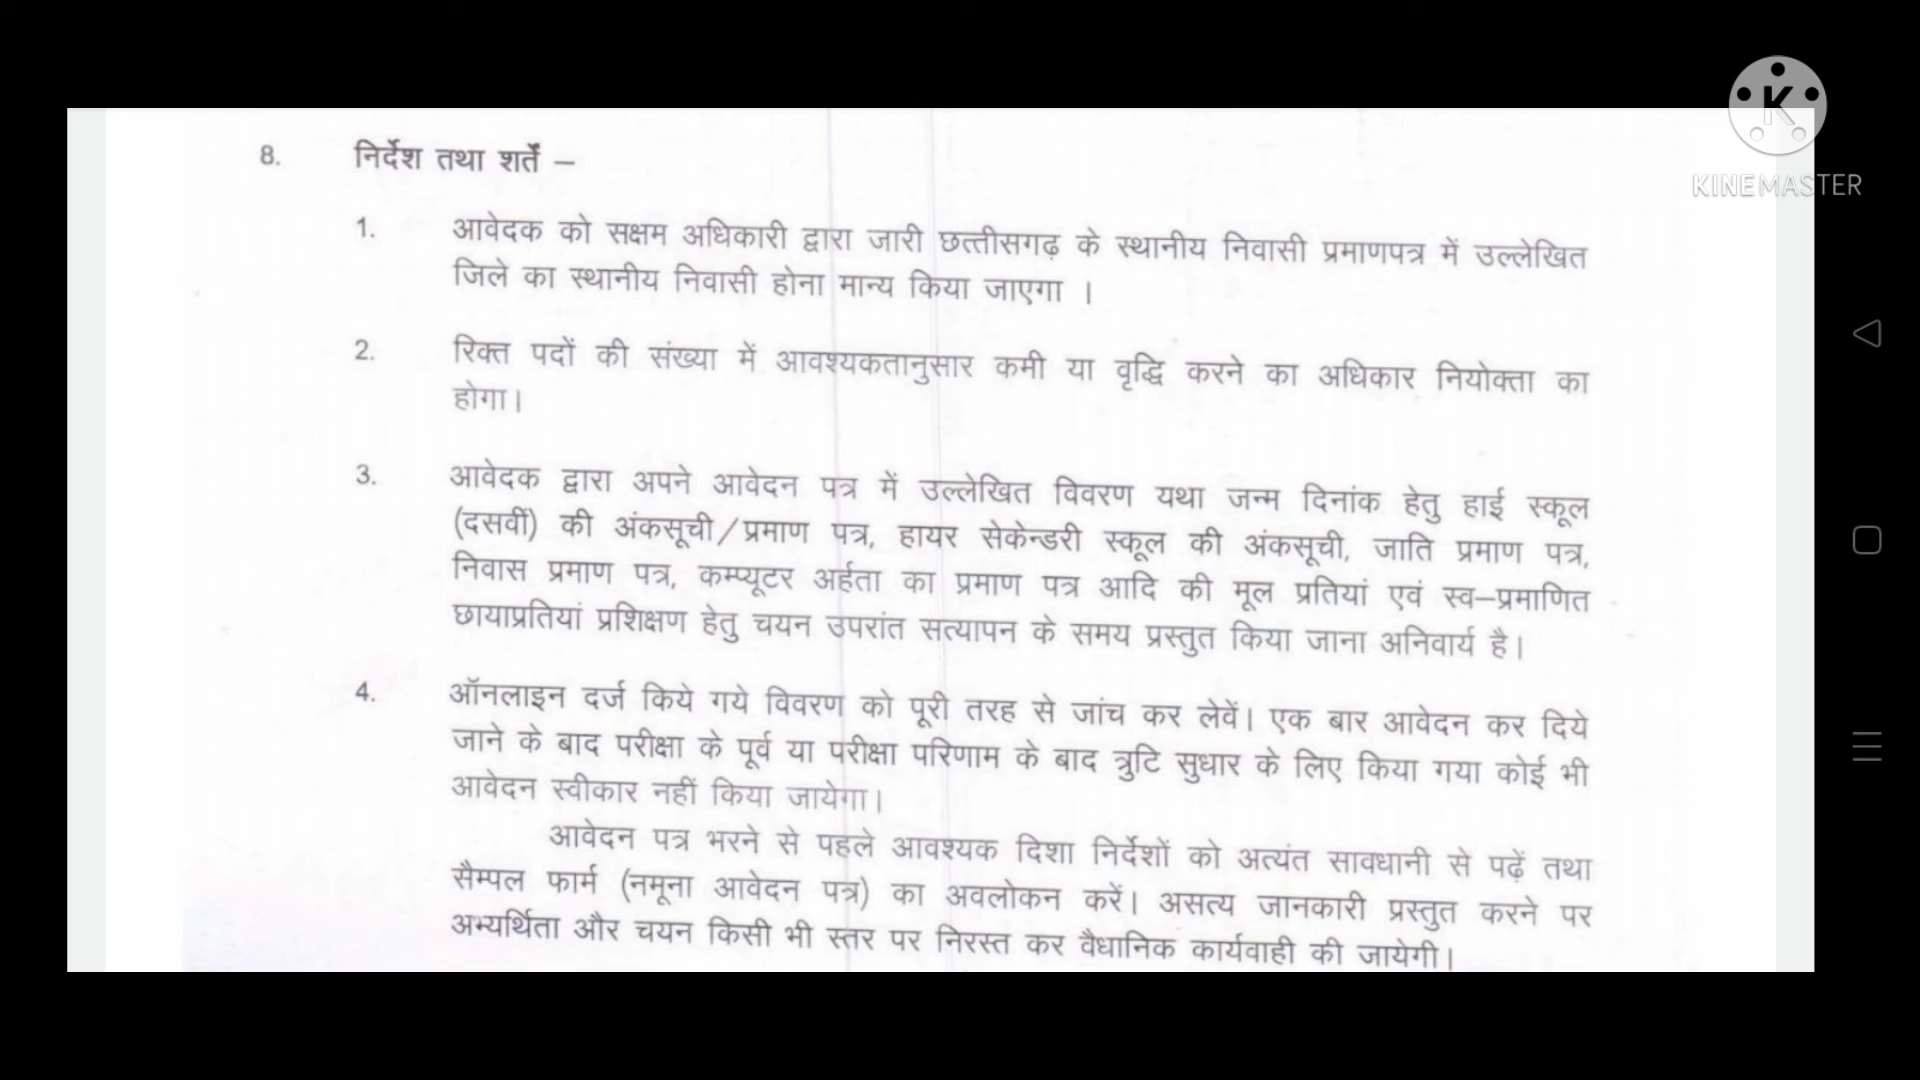 8. निर्देश तथा शर्तें –
1. आवेदक को सक्षम अधिकारी द्वारा जारी छत्तीसगढ़ के स्थानीय निवासी प्रमाणपत्र में उल्लेखित
जिले का स्थानीय निवासी होना मान्य किया जाएगा ।
2. रिक्त पदों की संख्या में आवश्यकतानुसार कमी या वृद्धि करने का अधिकार नियोक्ता का
होगा।
3. आवेदक द्वारा अपने आवेदन पत्र में उल्लेखित विवरण यथा जन्म दिनांक हेतु हाई स्कूल
(दसवीं) की अंकसूची/प्रमाण पत्र, हायर सेकेन्डरी स्कूल की अंकसूची, जाति प्रमाण पत्र,
निवास प्रमाण पत्र, कम्प्यूटर अर्हता का प्रमाण पत्र आदि की मूल प्रतियां एवं स्व–प्रमाणित
छायाप्रतियां प्रशिक्षण हेतु चयन उपरांत सत्यापन के समय प्रस्तुत किया जाना अनिवार्य है।
4. ऑनलाइन दर्ज किये गये विवरण को पूरी तरह से जांच कर लेवें। एक बार आवेदन कर दिये
जाने के बाद परीक्षा के पूर्व या परीक्षा परिणाम के बाद त्रुटि सुधार के लिए किया गया कोई भी
आवेदन स्वीकार नहीं किया जायेगा।
आवेदन पत्र भरने से पहले आवश्यक दिशा निर्देशों को अत्यंत सावधानी से पढ़ें तथा
सैम्पल फार्म (नमूना आवेदन पत्र) का अवलोकन करें। असत्य जानकारी प्रस्तुत करने पर
अभ्यर्थिता और चयन किसी भी स्तर पर निरस्त कर वैधानिक कार्यवाही की जायेगी।
K
KINEMASTER